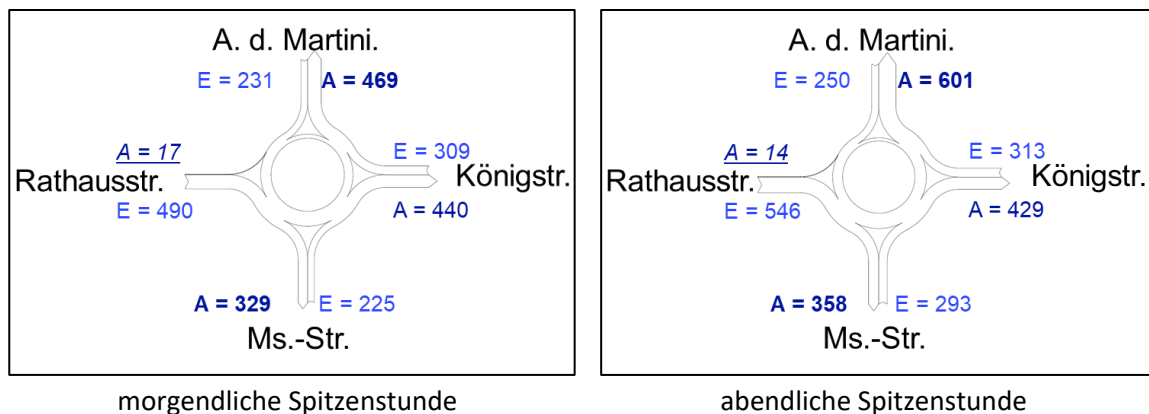 A. d. Martini.
E = 231
A = 469
A = 17
E = 309
Rathausstr.
Königstr.
E = 490
A = 440
A = 329
E = 225
Ms.-Str.
morgendliche Spitzenstunde
A. d. Martini.
E = 250
A = 601
A = 14
E = 313
Rathausstr.
Königstr.
E = 546
A = 429
A = 358
E = 293
Ms.-Str.
abendliche Spitzenstunde